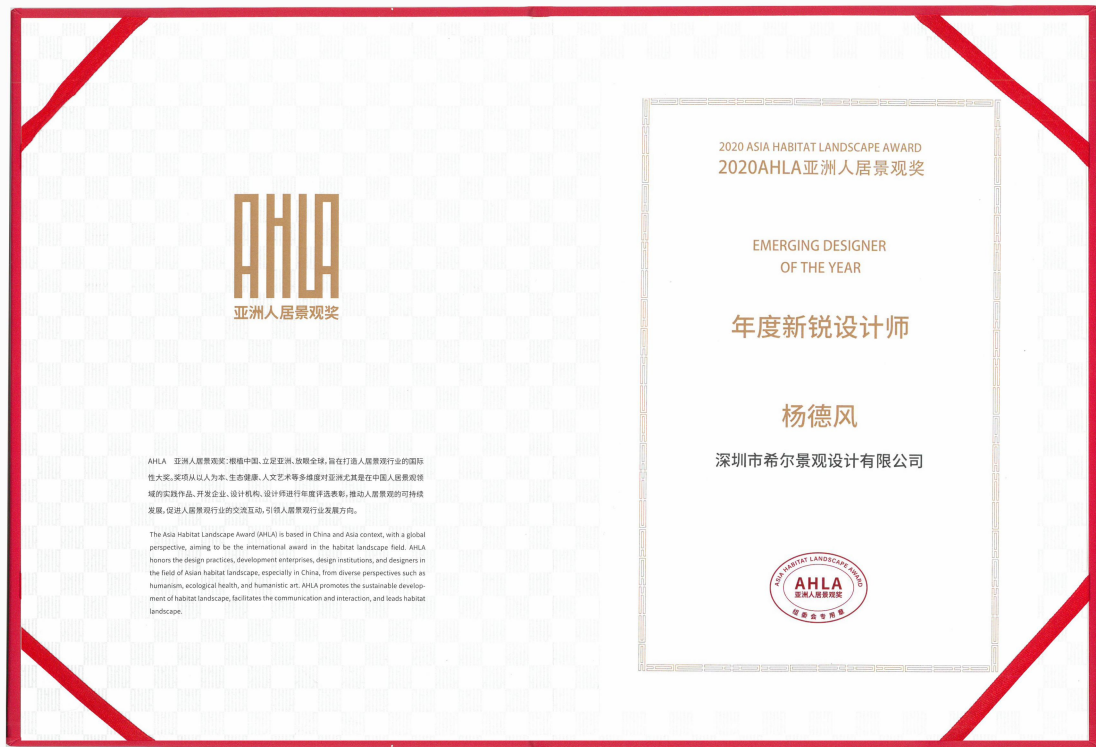 AHLA
亚洲人居景观奖
AHLA 亚洲人居景观奖:根植中国、立足亚洲、放眼全球,旨在打造人居景观行业的国际
性大奖。奖项从以人为本、生态健康、人文艺术等多维度对亚洲尤其是在中国人居景观领
域的实践作品、开发企业、设计机构、设计师进行年度评选表彰,推动人居景观的可持续
发展,促进人居景观行业的交流互动,引领人居景观行业发展方向。
The Asia Habitat Landscape Award (AHLA) is based in China and Asia context, with a global
perspective, aiming to be the international award in the habitat landscape field. AHLA
honors the design practices, development enterprises, design institutions, and designers in
the field of Asian habitat landscape, especially in China, from diverse perspectives such as
humanism, ecological health, and humanistic art. AHLA promotes the sustainable develop-
ment of habitat landscape, facilitates the communication and interaction, and leads habitat
landscape.
2020 ASIA HABITAT LANDSCAPE AWARD
2020AHLA亚洲人居景观奖
EMERGING DESIGNER
OF THE YEAR
年度新锐设计师
杨德风
深圳市希尔景观设计有限公司
ASIA HABITAT LANDSCAPE AWARD
AHLA
亚洲人居景观奖
组委会专用章